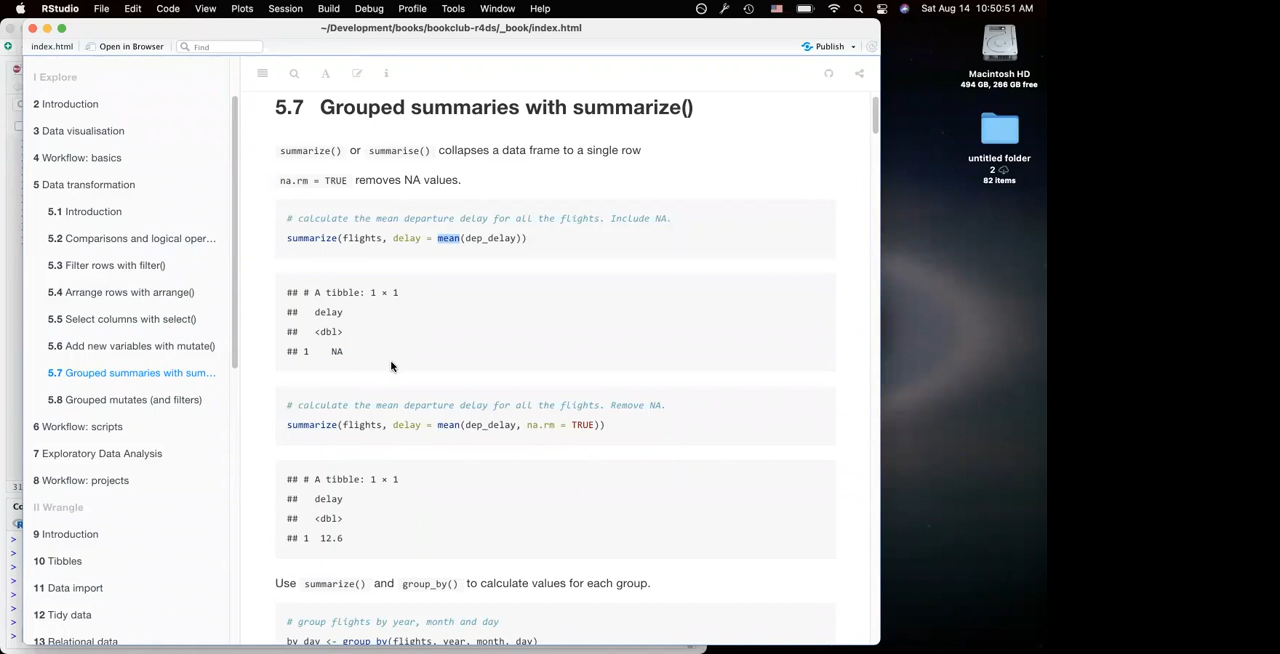 RStudio File Edit Code View Plots Session Build Debug Profile Tools Window Help Sat Aug 14 10:50:51 AM
~/Development/books/bookclub-r4ds/_book/index.html
index.html Open in Browser Find Publish
I Explore
2 Introduction
3 Data visualisation
4 Workflow: basics
5 Data transformation
5.1 Introduction
5.2 Comparisons and logical oper…
5.3 Filter rows with filter()
5.4 Arrange rows with arrange()
5.5 Select columns with select()
5.6 Add new variables with mutate()
5.7 Grouped summaries with sum…
5.8 Grouped mutates (and filters)
6 Workflow: scripts
7 Exploratory Data Analysis
8 Workflow: projects
II Wrangle
9 Introduction
10 Tibbles
11 Data import
12 Tidy data
13 Relational data
5.7 Grouped summaries with summarize()
summarize() or summarise() collapses a data frame to a single row
na.rm = TRUE removes NA values.
# calculate the mean departure delay for all the flights. Include NA.
summarize(flights, delay = mean(dep_delay))
## # A tibble: 1 × 1
## delay
## <dbl>
## 1 NA
# calculate the mean departure delay for all the flights. Remove NA.
summarize(flights, delay = mean(dep_delay, na.rm = TRUE))
## # A tibble: 1 × 1
## delay
## <dbl>
## 1 12.6
Use summarize() and group_by() to calculate values for each group.
# group flights by year, month and day
by_day <- group_by(flights, year, month, day)
Macintosh HD
494 GB, 266 GB free
untitled folder
2
82 items
31
Co
>
>
>
>
>
>
>
>